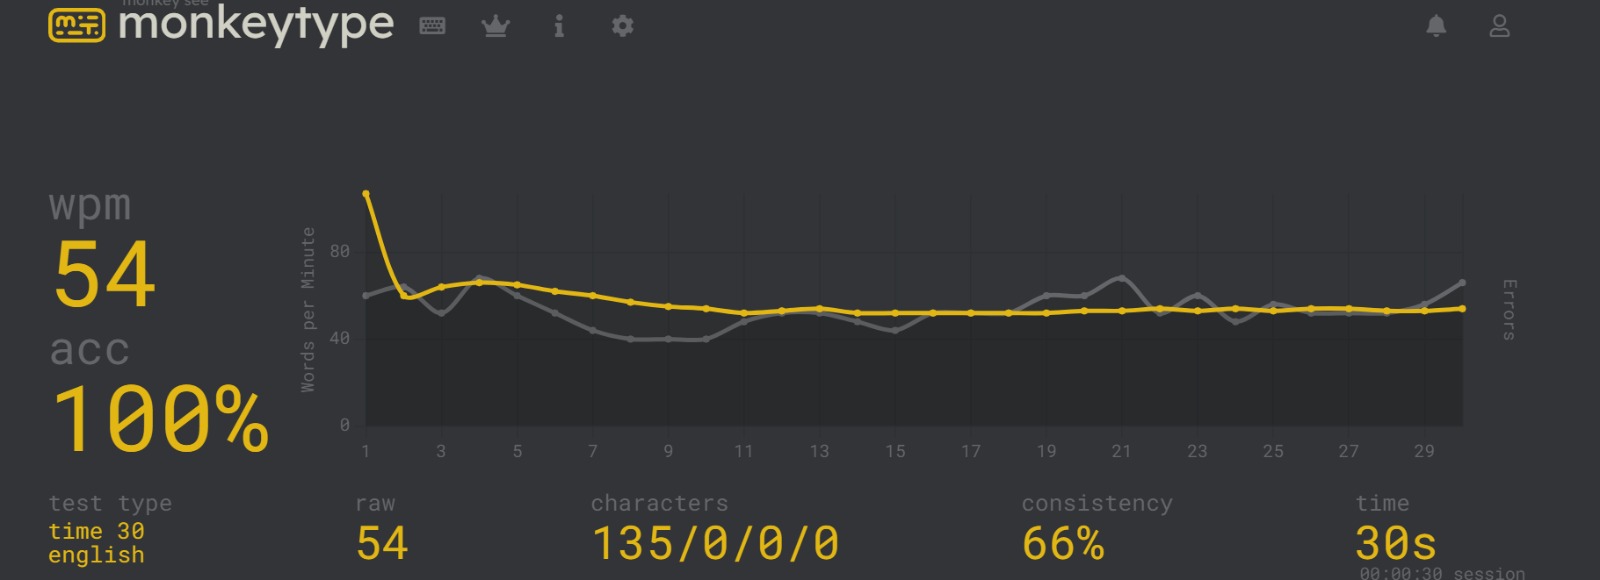 monkey see
monkeytype
wpm
54
acc
100%
Words per Minute
80
40
0
1 3 5 7 9 11 13 15 17 19 21 23 25 27 29
Errors
test type
time 30
english
raw
54
characters
135/0/0/0
consistency
66%
time
30s
00:00:30 session